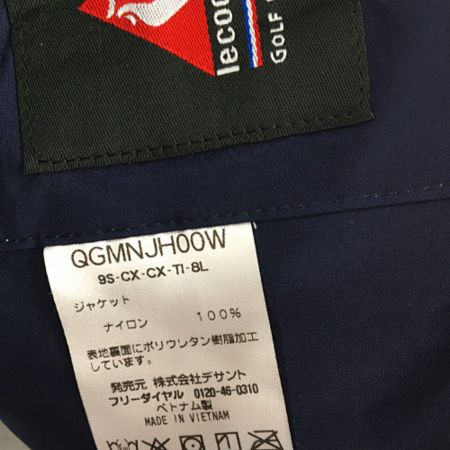 lecoq
GOLF
QGMNJH00W
9S-CX-CX-TI-8L
ジャケット
ナイロン 100%
表地裏面にポリウレタン樹脂加工
しています。
発売元 株式会社デサント
フリーダイヤル 0120-46-0310
ベトナム製
MADE IN VIETNAM